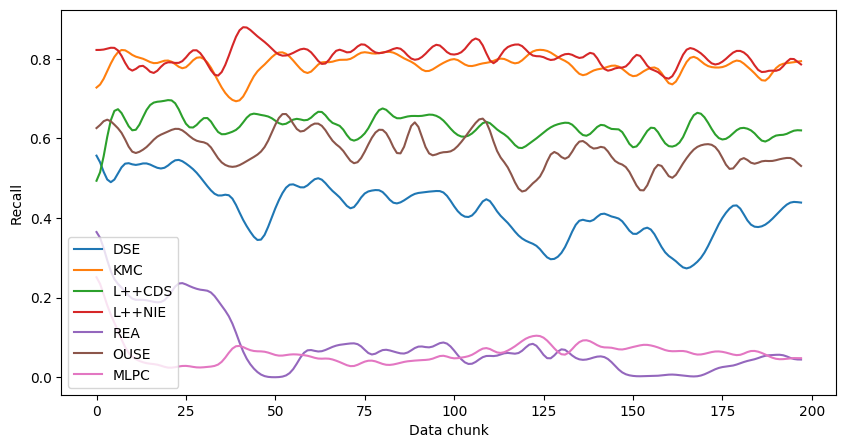 0.8
0.6
0.4
0.2
0.0
Recall
DSE
KMC
L++CDS
L++NIE
REA
OUSE
MLPC
0 25 50 75 100 125 150 175 200
Data chunk